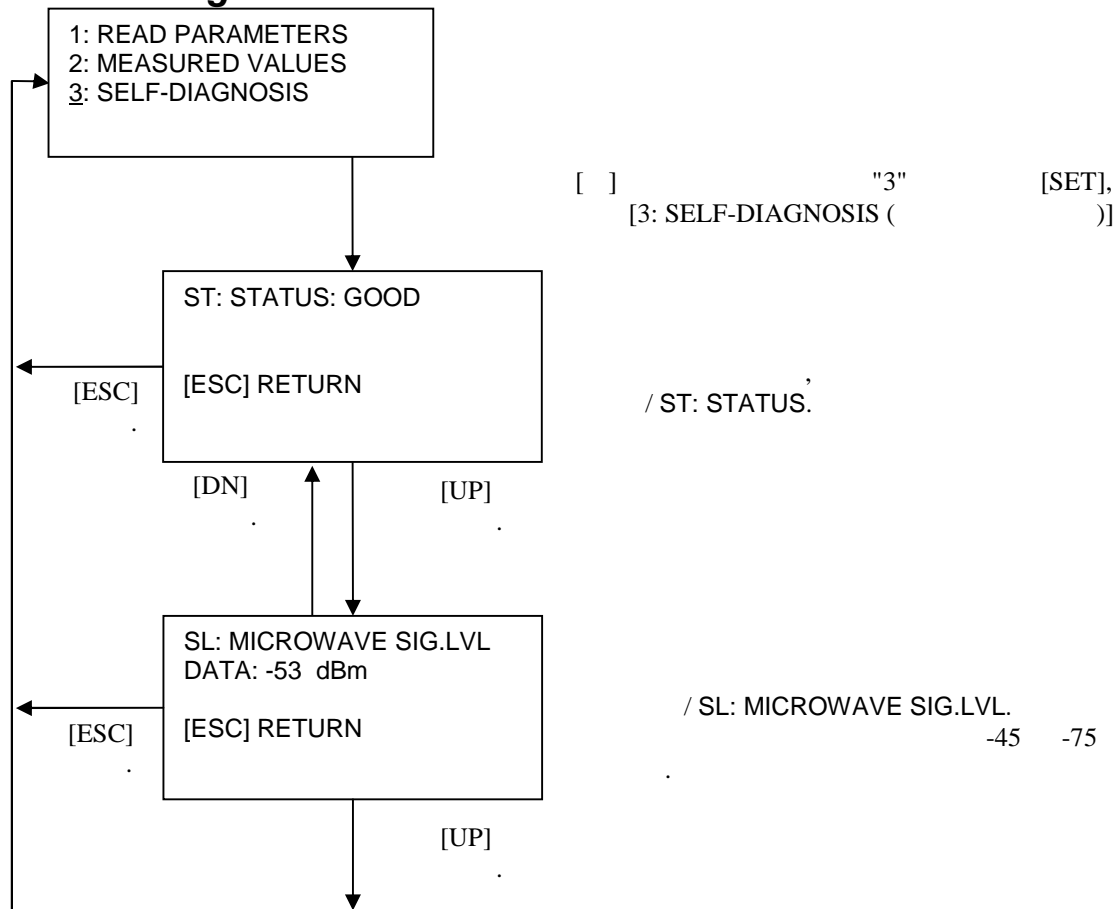 g
1: READ PARAMETERS
2: MEASURED VALUES
3: SELF-DIAGNOSIS
[ ] "3" [SET],
[3: SELF-DIAGNOSIS ( )]
ST: STATUS: GOOD
[ESC] RETURN
[ESC]
.
,
/ ST: STATUS.
[DN]
.
[UP]
.
SL: MICROWAVE SIG.LVL
DATA: -53 dBm
[ESC] RETURN
[ESC]
.
/ SL: MICROWAVE SIG.LVL.
-45 -75
.
[UP]
.